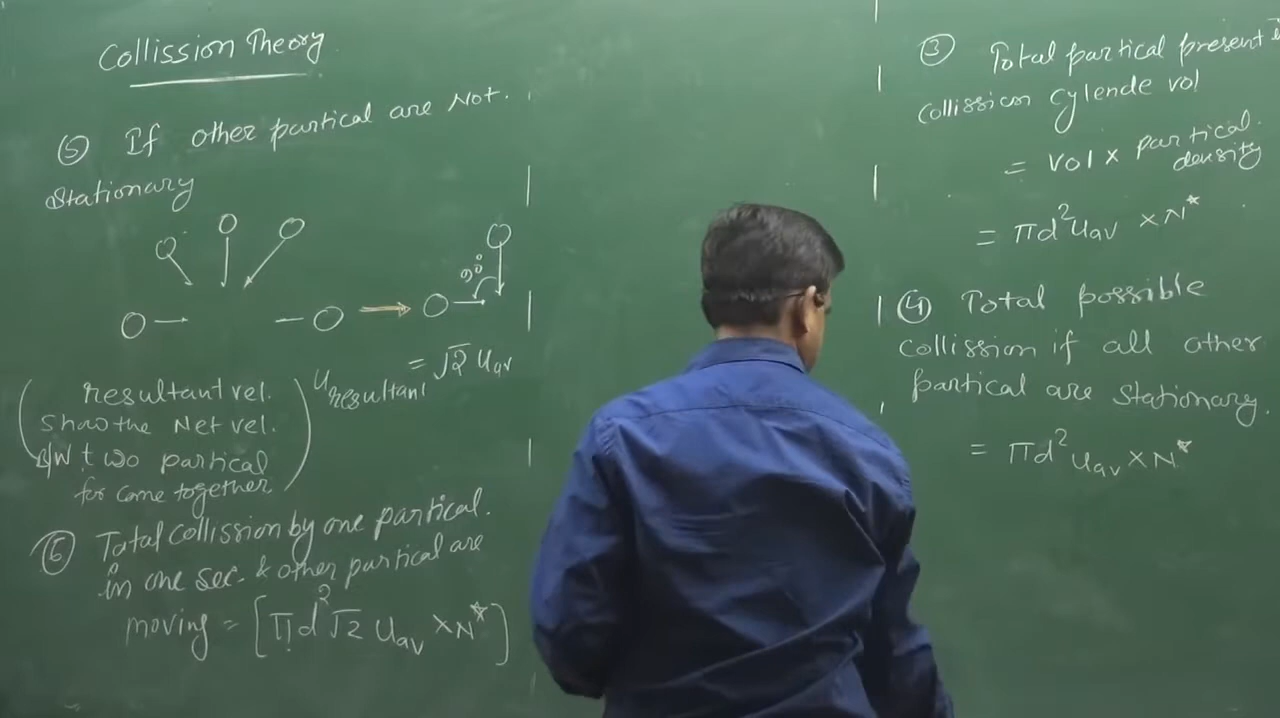 Collission Theory
⑤ If other partical are Not.
Stationary
90°
resultant vel.
show the Net vel.
B/W two partical
for come together
u resultant = √2 uav
⑥ Total collission by one partical.
in one sec. & other partical are
moving = [πd² √2 uav × N*]
③ Total partical present in
collission cylende vol
= vol × partical.
density
= πd² uav × N*
④ Total possible
collission if all other
partical are stationary.
= πd² uav × N*